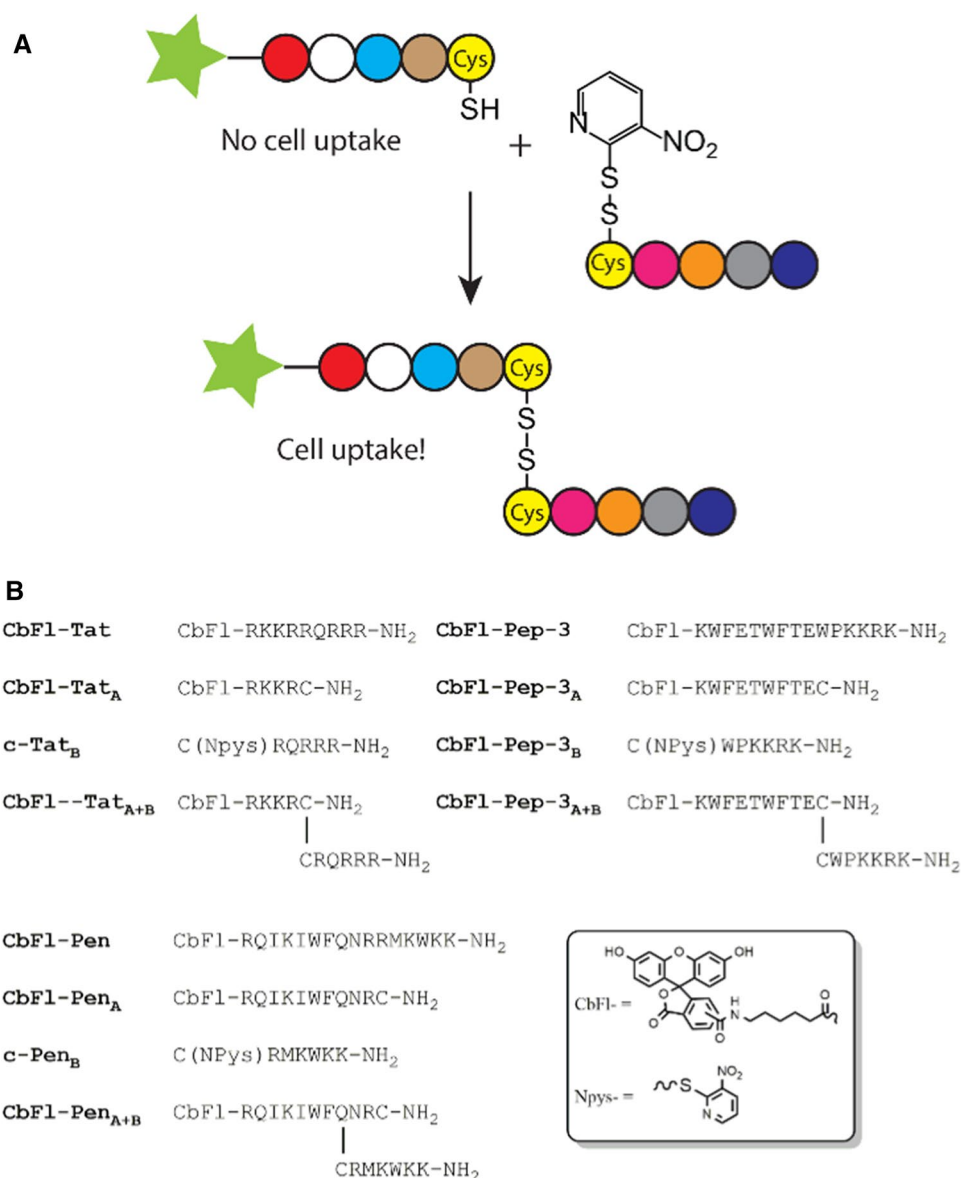 A
Cys
SH
No cell uptake
+
N
NO2
S
S
Cys
Cys
S
Cell uptake!
S
Cys
B
CbFl-Tat CbFl-RKKRRQRRR-NH2 CbFl-Pep-3 CbFl-KWFETWFTEWPKKRK-NH2
CbFl-TatA CbFl-RKKRC-NH2 CbFl-Pep-3A CbFl-KWFETWFTEC-NH2
c-TatB C(Npys)RQRRR-NH2 CbFl-Pep-3B C(NPys)WPKKRK-NH2
CbFl--TatA+B CbFl-RKKRC-NH2 CbFl-Pep-3A+B CbFl-KWFETWFTEC-NH2
CRQRRR-NH2 CWPKKRK-NH2
CbFl-Pen CbFl-RQIKIWFQNRRMKWKK-NH2
CbFl-PenA CbFl-RQIKIWFQNRC-NH2
c-PenB C(NPys)RMKWKK-NH2
CbFl-PenA+B CbFl-RQIKIWFQNRC-NH2
CRMKWKK-NH2
HO O OH
O
CbFl- = H O
N
O
O
NO2
Npys- = S
N